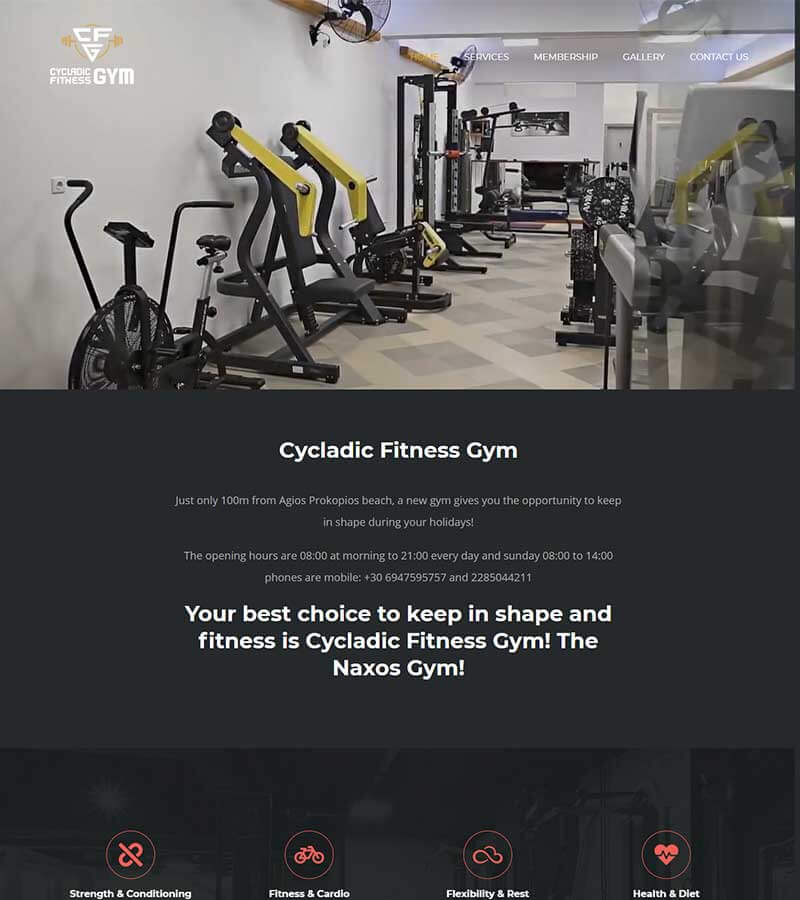 CFG
CYCLADIC
FITNESS GYM
HOME SERVICES MEMBERSHIP GALLERY CONTACT US
Cycladic Fitness Gym
Just only 100m from Agios Prokopios beach, a new gym gives you the opportunity to keep
in shape during your holidays!
The opening hours are 08:00 at morning to 21:00 every day and sunday 08:00 to 14:00
phones are mobile: +30 6947595757 and 2285044211
Your best choice to keep in shape and
fitness is Cycladic Fitness Gym! The
Naxos Gym!
Strength & Conditioning
Fitness & Cardio
Flexibility & Rest
Health & Diet